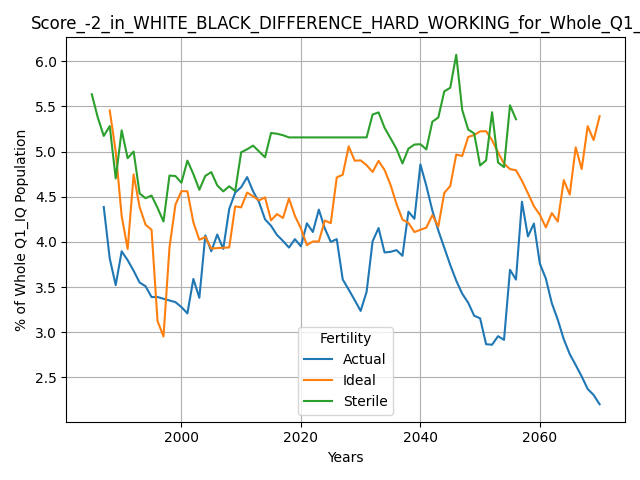 Score_-2_in_WHITE_BLACK_DIFFERENCE_HARD_WORKING_for_Whole_Q1_
6.0
5.5
5.0
4.5
4.0
3.5
3.0
2.5
% of Whole Q1_IQ Population
Fertility
Actual
Ideal
Sterile
2000
2020
2040
2060
Years